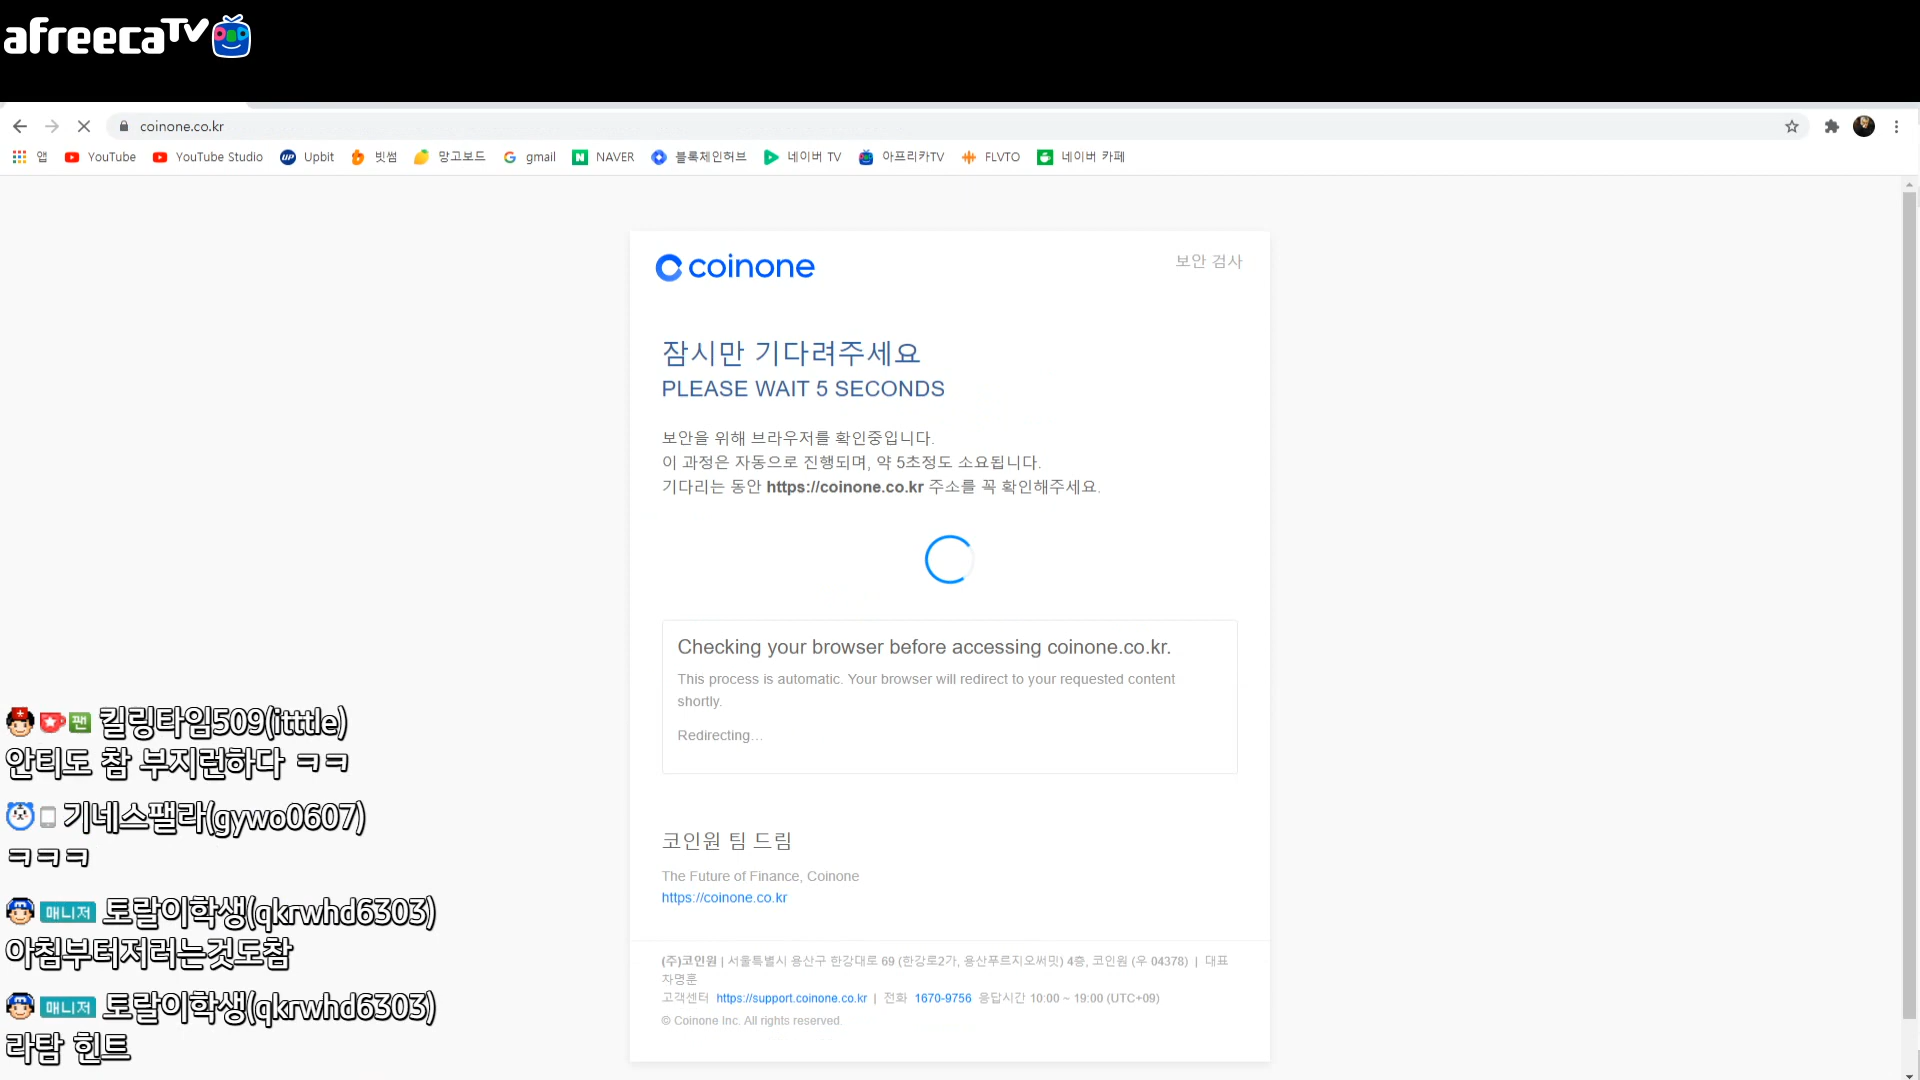 afreecaTV
coinone.co.kr
앱 YouTube YouTube Studio Upbit 빗썸 망고보드 gmail NAVER 블록체인허브 네이버 TV 아프리카TV FLVTO 네이버 카페
coinone 보안 검사
잠시만 기다려주세요
PLEASE WAIT 5 SECONDS
보안을 위해 브라우저를 확인중입니다.
이 과정은 자동으로 진행되며, 약 5초정도 소요됩니다.
기다리는 동안 https://coinone.co.kr 주소를 꼭 확인해주세요.
Checking your browser before accessing coinone.co.kr.
This process is automatic. Your browser will redirect to your requested content
shortly.
Redirecting...
코인원 팀 드림
The Future of Finance, Coinone
https://coinone.co.kr
(주)코인원 | 서울특별시 용산구 한강대로 69 (한강로2가, 용산푸르지오써밋) 4층, 코인원 (우 04378) | 대표
차명훈
고객센터 https://support.coinone.co.kr | 전화 1670-9756 응답시간 10:00 ~ 19:00 (UTC+09)
© Coinone Inc. All rights reserved.
팬 킬링타임509(itttle)
안티도 참 부지런하다 ㅋㅋ
기네스팰라(gywo0607)
ㅋㅋㅋ
매니저 토랄이학생(qkrwhd6303)
아침부터저러는것도참
매니저 토랄이학생(qkrwhd6303)
라탐 힌트